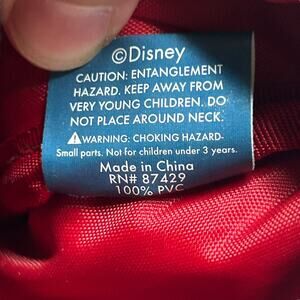 ©Disney
CAUTION: ENTANGLEMENT
HAZARD. KEEP AWAY FROM
VERY YOUNG CHILDREN. DO
NOT PLACE AROUND NECK.
⚠WARNING: CHOKING HAZARD-
Small parts. Not for children under 3 years.
Made in China
RN# 87429
100% PVC